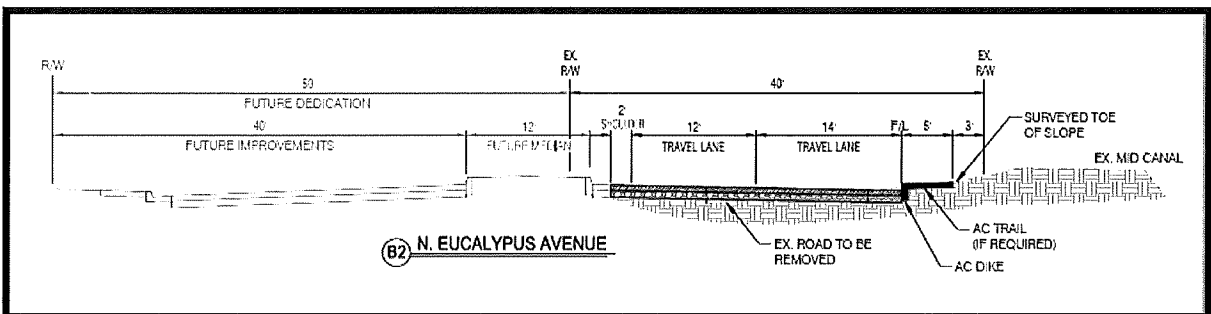 R/W
EX.
R/W
EX.
R/W
50'
FUTURE DEDICATION
40'
40'
FUTURE IMPROVEMENTS
12'
FUTURE MEDIAN
2'
SHOULDER
12'
TRAVEL LANE
14'
TRAVEL LANE
F/L
5'
3'
SURVEYED TOE
OF SLOPE
EX. MID CANAL
B2
N. EUCALYPUS AVENUE
EX. ROAD TO BE
REMOVED
AC TRAIL
(IF REQUIRED)
AC DIKE